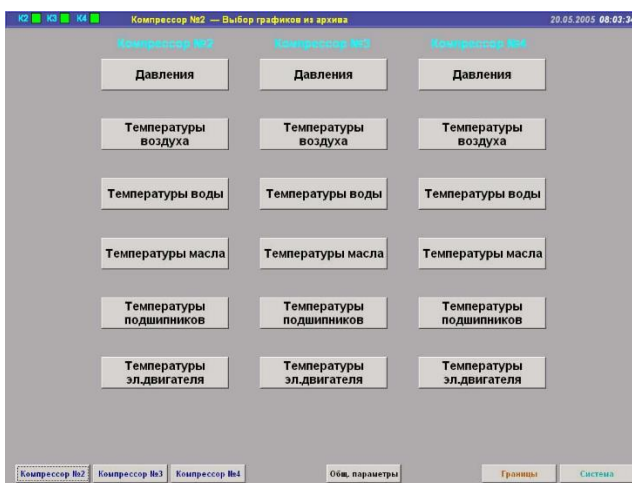 К2 К3 К4 Компрессор №2 — Выбор графиков из архива 20.05.2005 08:03:34
Компрессор №2 Компрессор №3 Компрессор №4
Давления Давления Давления
Температуры Температуры Температуры
воздуха воздуха воздуха
Температуры воды Температуры воды Температуры воды
Температуры масла Температуры масла Температуры масла
Температуры Температуры Температуры
подшипников подшипников подшипников
Температуры Температуры Температуры
эл.двигателя эл.двигателя эл.двигателя
Компрессор №2 Компрессор №3 Компрессор №4 Общ. параметры Границы Система